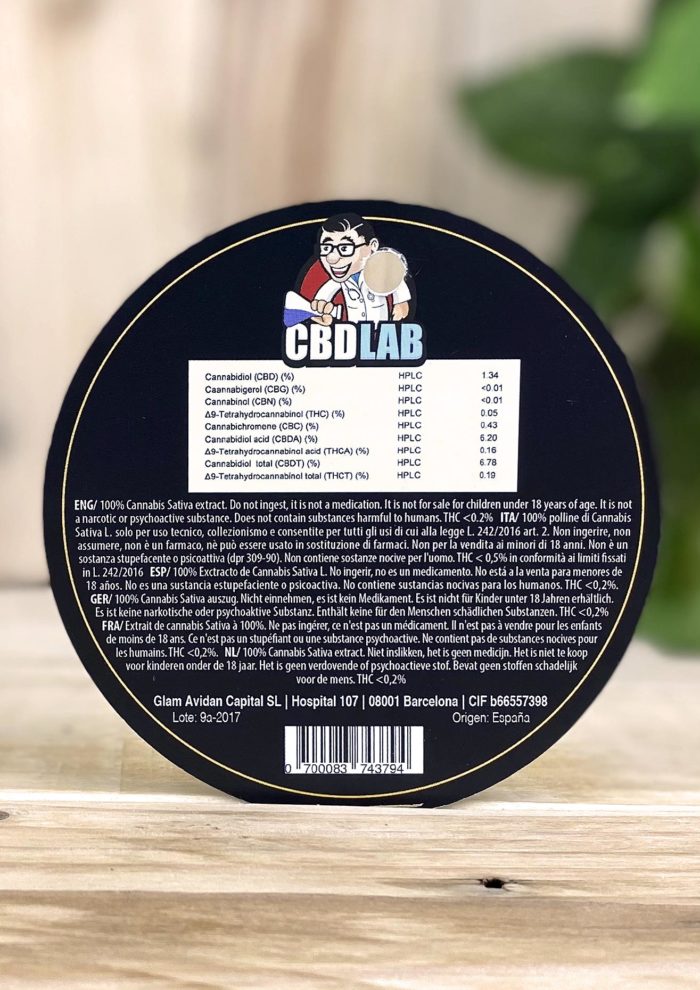 CBDLAB
Cannabidiol (CBD) (%) HPLC 1.34
Caannabigerol (CBG) (%) HPLC <0.01
Cannabinol (CBN) (%) HPLC <0.01
Δ9-Tetrahydrocannabinol (THC) (%) HPLC 0.05
Cannabichromene (CBC) (%) HPLC 0.43
Cannabidiol acid (CBDA) (%) HPLC 6.20
Δ9-Tetrahydrocannabinol acid (THCA) (%) HPLC 0.16
Cannabidiol total (CBDT) (%) HPLC 6.78
Δ9-Tetrahydrocannabinol total (THCT) (%) HPLC 0.19
ENG/ 100% Cannabis Sativa extract. Do not ingest, it is not a medication. It is not for sale for children under 18 years of age. It is not
a narcotic or psychoactive substance. Does not contain substances harmful to humans. THC <0.2% ITA/ 100% polline di Cannabis
Sativa L. solo per uso tecnico, collezionismo e consentite per tutti gli usi di cui alla legge L. 242/2016 art. 2. Non ingerire, non
assumere, non è un farmaco, nè può essere usato in sostituzione di farmaci. Non per la vendita ai minori di 18 anni. Non è un
sostanza stupefacente o psicoattiva (dpr 309-90). Non contiene sostanze nocive per l'uomo. THC < 0,5% in conformità ai limiti fissati
in L. 242/2016 ESP/ 100% Exctracto de Cannabis Sativa L. No ingerir, no es un medicamento. No está a la venta para menores de
18 años. No es una sustancia estupefaciente o psicoactiva. No contiene sustancias nocivas para los humanos. THC <0,2%.
GER/ 100% Cannabis Sativa auszug. Nicht einnehmen, es ist kein Medikament. Es ist nicht für Kinder unter 18 Jahren erhältlich.
Es ist keine narkotische oder psychoaktive Substanz. Enthält keine für den Menschen schädlichen Substanzen. THC <0,2%
FRA/ Extrait de cannabis Sativa à 100%. Ne pas ingérer, ce n'est pas un médicament. Il n'est pas à vendre pour les enfants
de moins de 18 ans. Ce n'est pas un stupéfiant ou une substance psychoactive. Ne contient pas de substances nocives pour
les humains. THC <0,2%. NL/ 100% Cannabis Sativa extract. Niet inslikken, het is geen medicijn. Het is niet te koop
voor kinderen onder de 18 jaar. Het is geen verdovende of psychoactieve stof. Bevat geen stoffen schadelijk
voor de mens. THC <0,2%
Glam Avidan Capital SL | Hospital 107 | 08001 Barcelona | CIF b66557398
Lote: 9a-2017 Origen: España
0 700083 743794